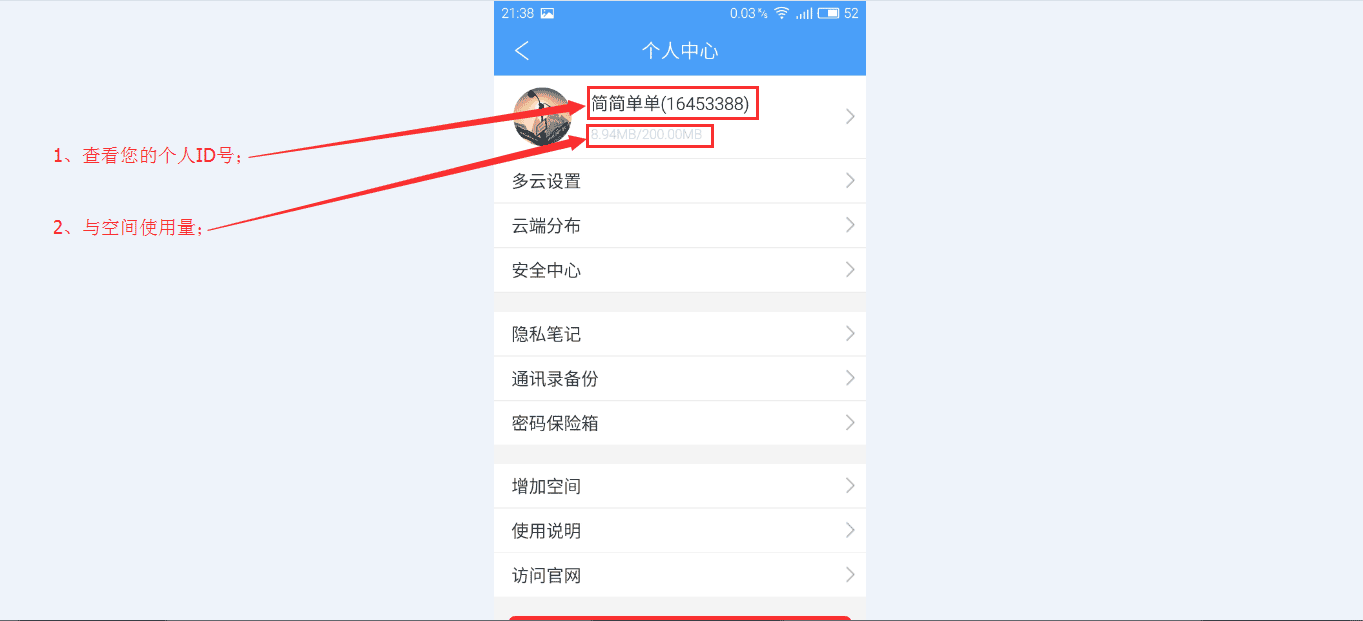 21:38 0.03 K/s 52
个人中心
简简单单(16453388)
8.94MB/200.00MB
1、查看您的个人ID号；
2、与空间使用量；
多云设置
云端分布
安全中心
隐私笔记
通讯录备份
密码保险箱
增加空间
使用说明
访问官网